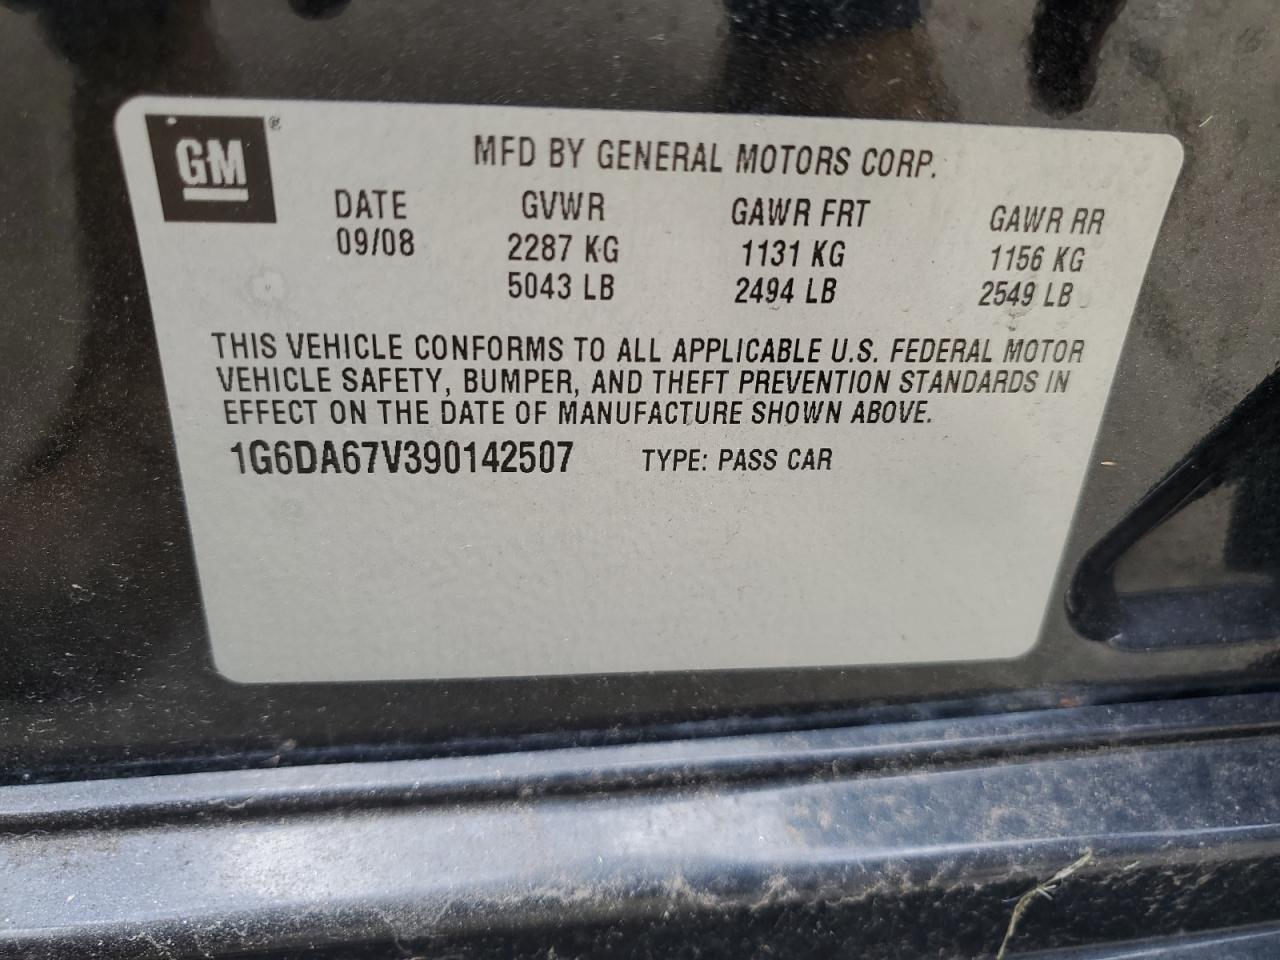 GM ®
MFD BY GENERAL MOTORS CORP.
DATE GVWR GAWR FRT GAWR RR
09/08 2287 KG 1131 KG 1156 KG
5043 LB 2494 LB 2549 LB
THIS VEHICLE CONFORMS TO ALL APPLICABLE U.S. FEDERAL MOTOR
VEHICLE SAFETY, BUMPER, AND THEFT PREVENTION STANDARDS IN
EFFECT ON THE DATE OF MANUFACTURE SHOWN ABOVE.
1G6DA67V390142507 TYPE: PASS CAR